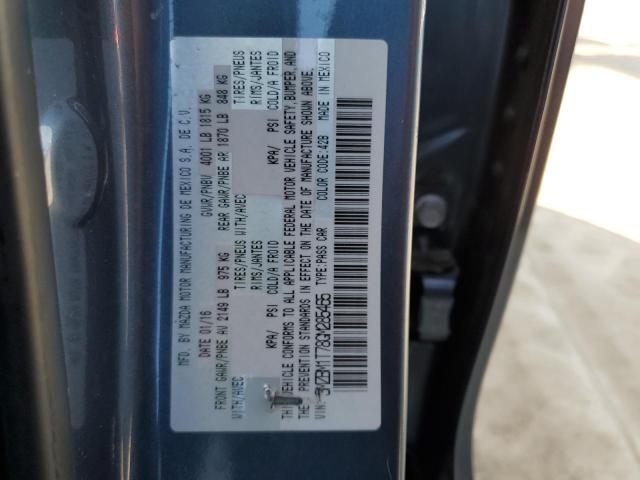 MFD. BY MAZDA MOTOR MANUFACTURING DE MEXICO S.A. DE C.V.
DATE 01/16 GVWR/PNBV 4001 LB 1815 KG
FRONT GAWR/PNBE AV 2149 LB 975 KG REAR GAWR/PNBE AR 1870 LB 848 KG
WITH/AVEC TIRES/PNEUS WITH/AVEC TIRES/PNEUS
RIMS/JANTES RIMS/JANTES
KPA/ PSI COLD/A FROID KPA/ PSI COLD/A FROID
VEHICLE CONFORMS TO ALL APPLICABLE FEDERAL MOTOR VEHICLE SAFETY, BUMPER, AND
THE PREVENTION STANDARDS IN EFFECT ON THE DATE OF MANUFACTURE SHOWN ABOVE.
VIN: 3MZBM1T78GM285455 TYPE:PASS CAR COLOR CODE:42B MADE IN MEXICO